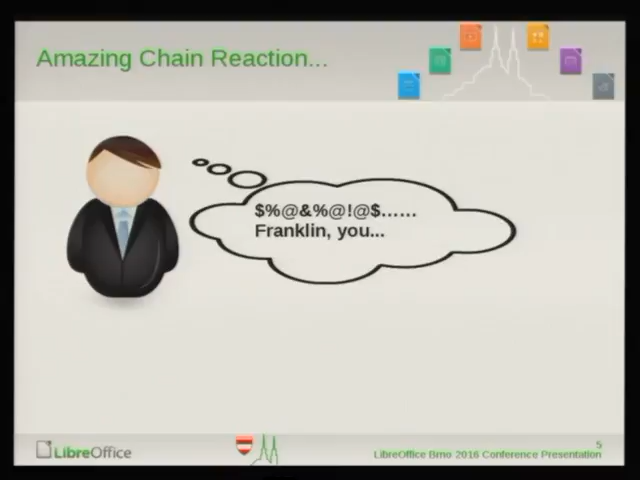 Amazing Chain Reaction...
$%@&%@!@$......
Franklin, you...
LibreOffice
5
LibreOffice Brno 2016 Conference Presentation